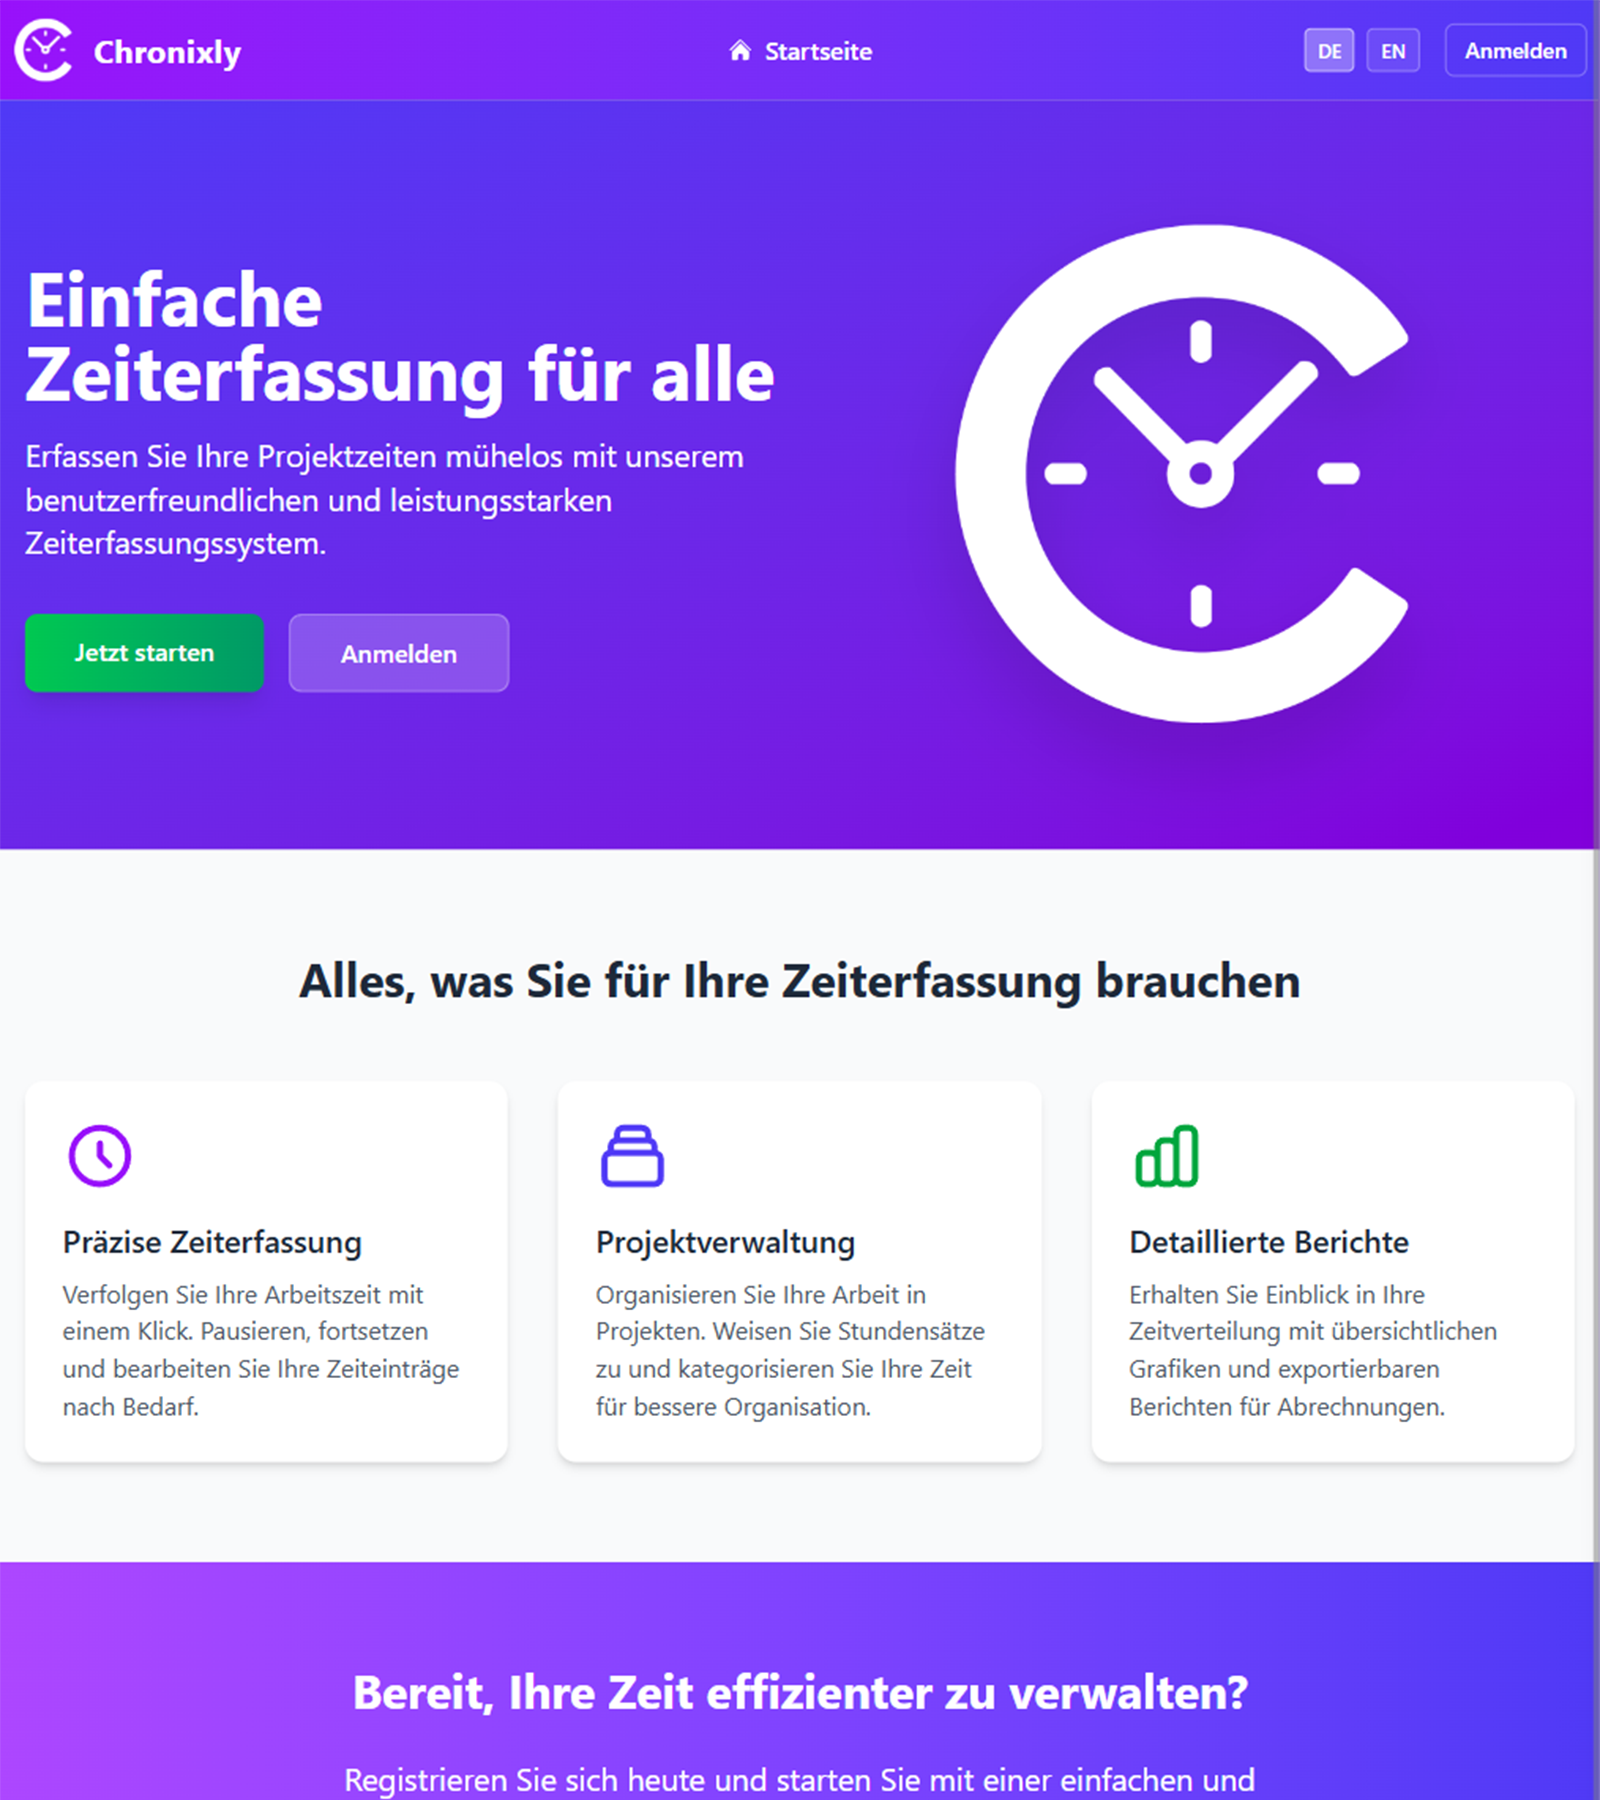 Chronixly
Startseite
DE
EN
Anmelden
Einfache
Zeiterfassung für alle
Erfassen Sie Ihre Projektzeiten mühelos mit unserem
benutzerfreundlichen und leistungsstarken
Zeiterfassungssystem.
Jetzt starten
Anmelden
Alles, was Sie für Ihre Zeiterfassung brauchen
Präzise Zeiterfassung
Verfolgen Sie Ihre Arbeitszeit mit
einem Klick. Pausieren, fortsetzen
und bearbeiten Sie Ihre Zeiteinträge
nach Bedarf.
Projektverwaltung
Organisieren Sie Ihre Arbeit in
Projekten. Weisen Sie Stundensätze
zu und kategorisieren Sie Ihre Zeit
für bessere Organisation.
Detaillierte Berichte
Erhalten Sie Einblick in Ihre
Zeitverteilung mit übersichtlichen
Grafiken und exportierbaren
Berichten für Abrechnungen.
Bereit, Ihre Zeit effizienter zu verwalten?
Registrieren Sie sich heute und starten Sie mit einer einfachen und